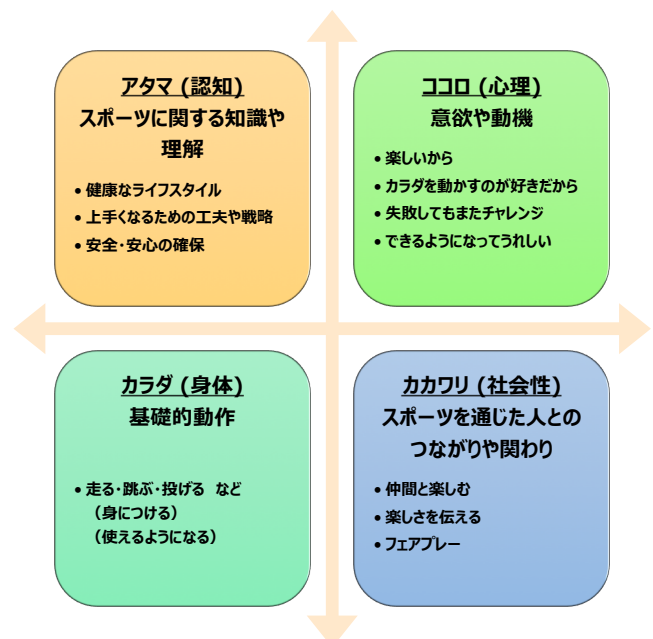 アタマ (認知)
スポーツに関する知識や
理解
• 健康なライフスタイル
• 上手くなるための工夫や戦略
• 安全・安心の確保
ココロ (心理)
意欲や動機
• 楽しいから
• カラダを動かすのが好きだから
• 失敗してもまたチャレンジ
• できるようになってうれしい
カラダ (身体)
基礎的動作
• 走る・跳ぶ・投げる など
（身につける）
（使えるようになる）
カカワリ (社会性)
スポーツを通じた人との
つながりや関わり
• 仲間と楽しむ
• 楽しさを伝える
• フェアプレー